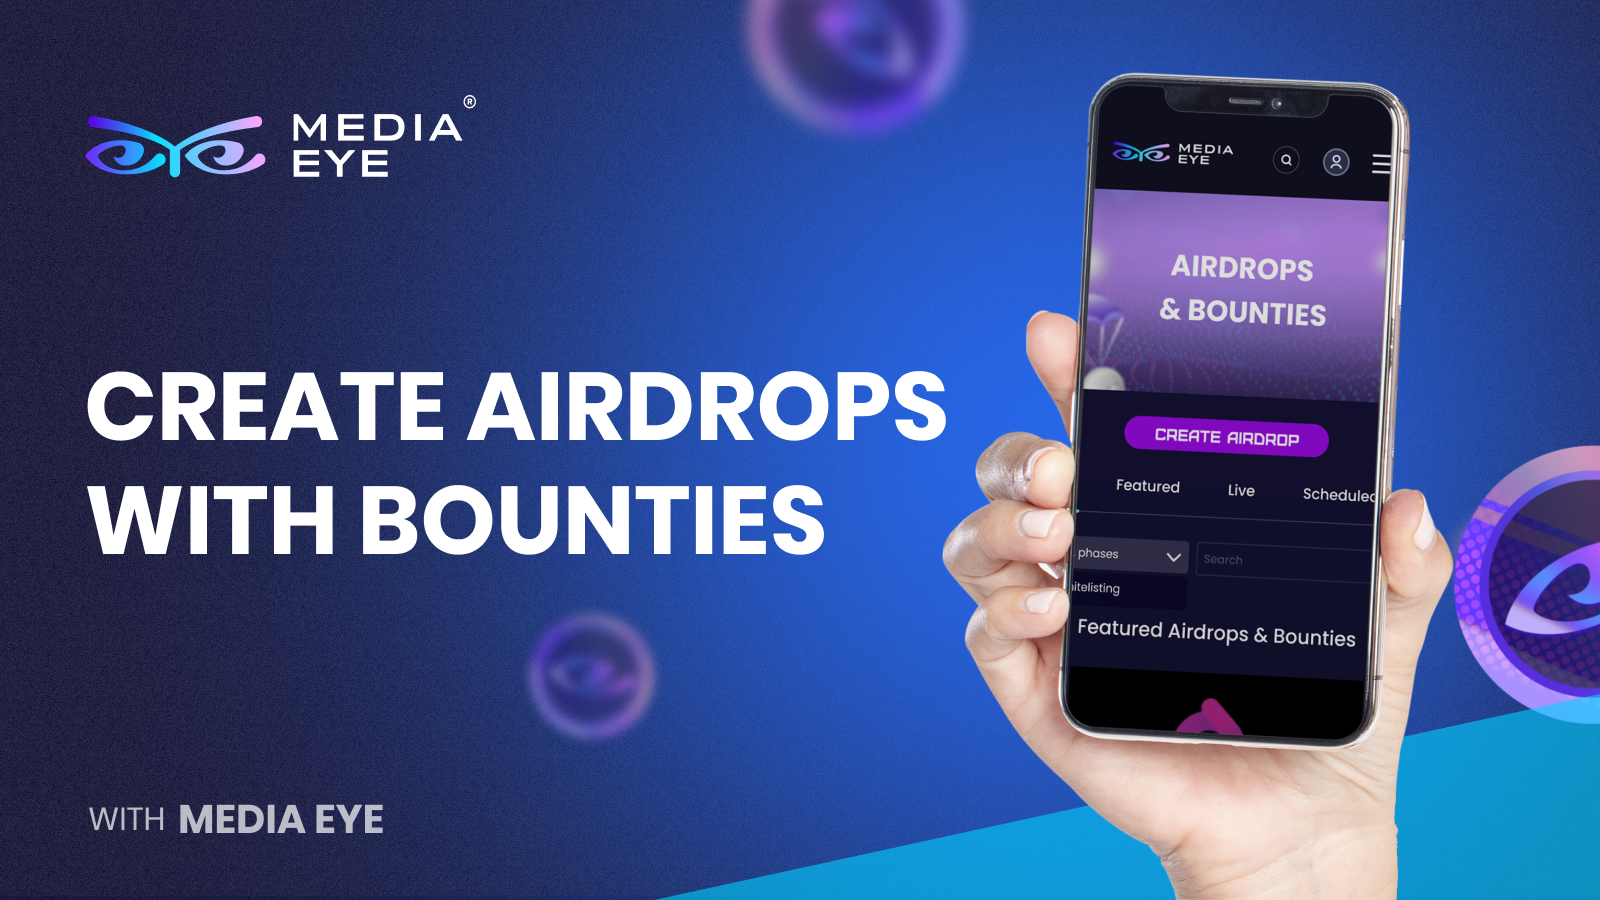 MEDIA®
EYE
CREATE AIRDROPS
WITH BOUNTIES
WITH MEDIA EYE
MEDIA
EYE
AIRDROPS
& BOUNTIES
CREATE AIRDROP
Featured Live Scheduled
phases
Search
itelisting
Featured Airdrops & Bounties